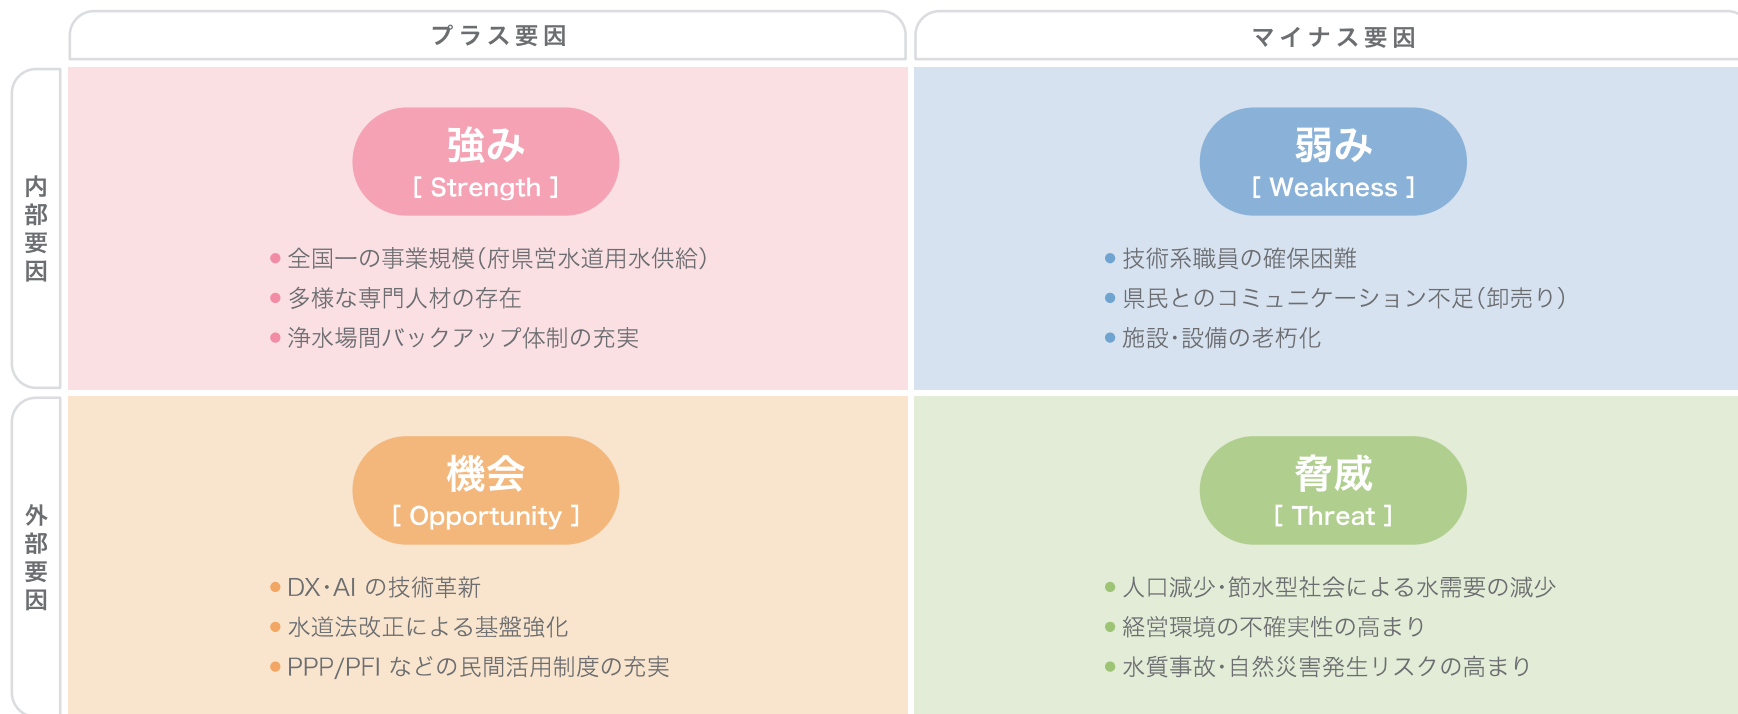 プラス要因
マイナス要因
内部要因
強み
[ Strength ]
● 全国一の事業規模(府県営水道用水供給)
● 多様な専門人材の存在
● 浄水場間バックアップ体制の充実
弱み
[ Weakness ]
● 技術系職員の確保困難
● 県民とのコミュニケーション不足(卸売り)
● 施設・設備の老朽化
外部要因
機会
[ Opportunity ]
● DX・AI の技術革新
● 水道法改正による基盤強化
● PPP/PFI などの民間活用制度の充実
脅威
[ Threat ]
● 人口減少・節水型社会による水需要の減少
● 経営環境の不確実性の高まり
● 水質事故・自然災害発生リスクの高まり